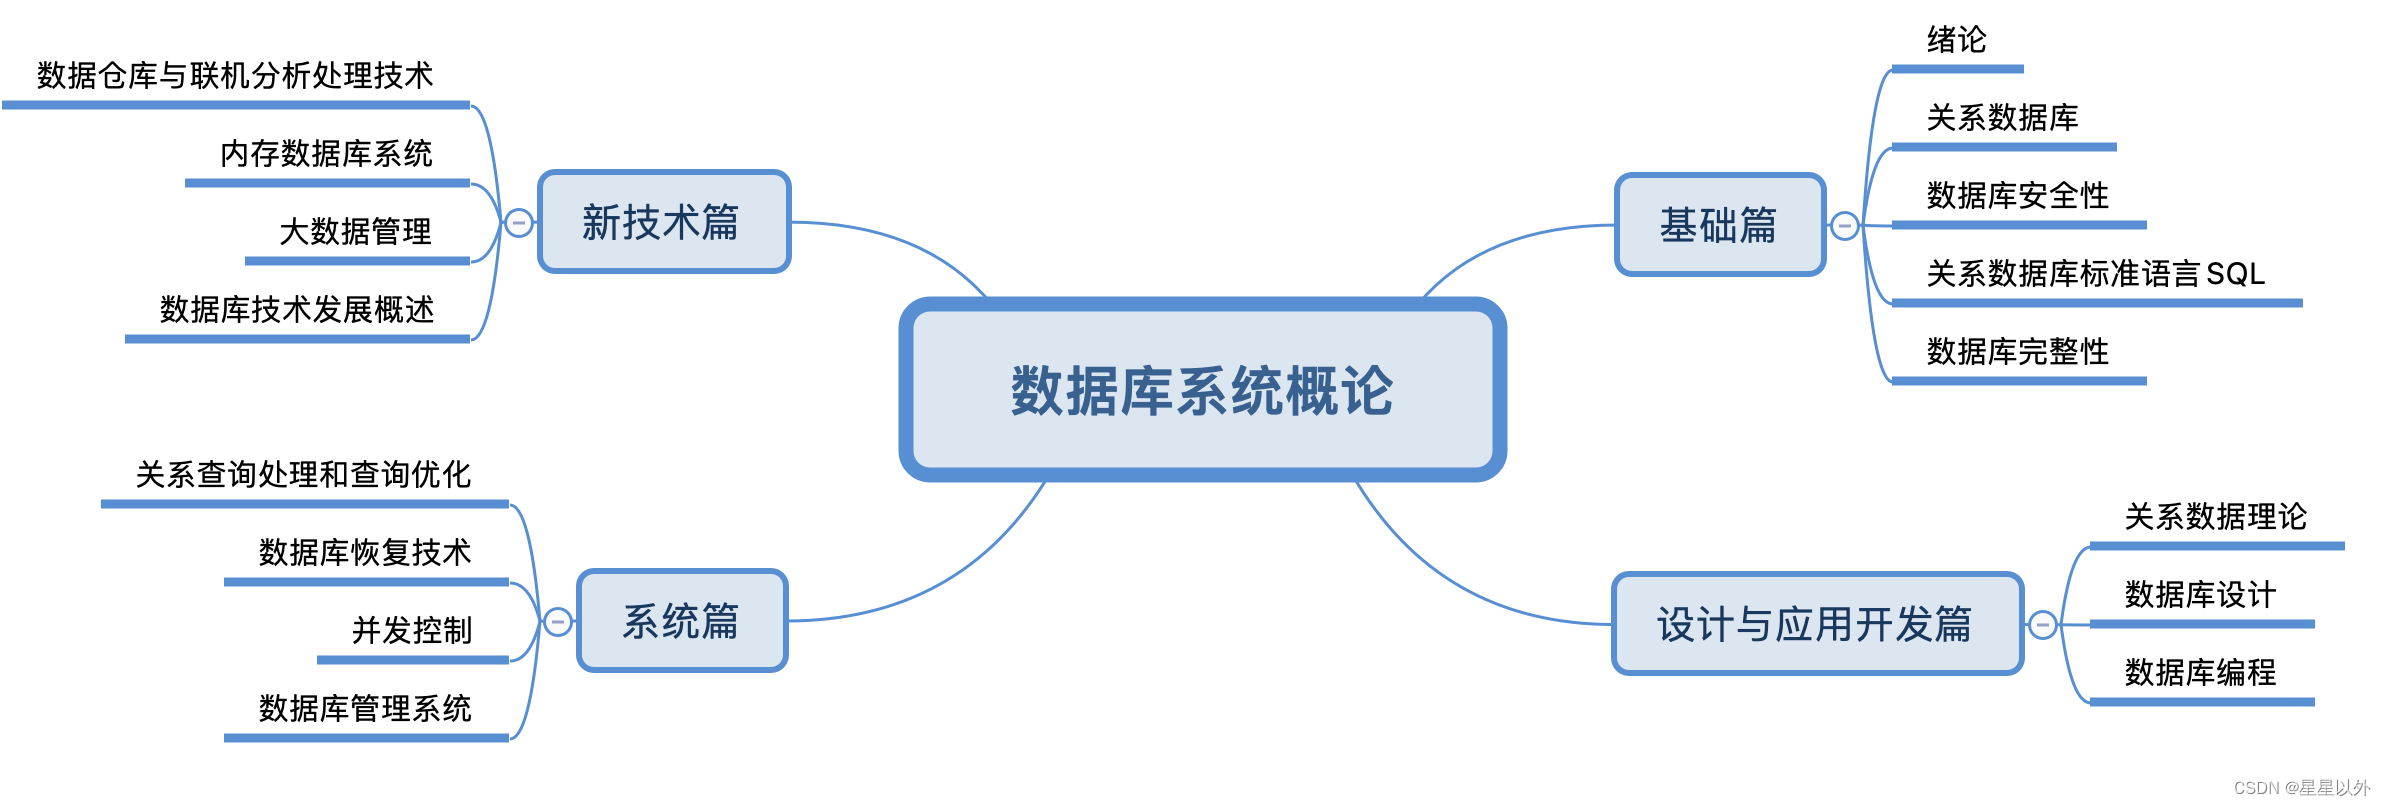 数据库系统概论
基础篇
绪论
关系数据库
数据库安全性
关系数据库标准语言 SQL
数据库完整性
设计与应用开发篇
关系数据理论
数据库设计
数据库编程
新技术篇
数据仓库与联机分析处理技术
内存数据库系统
大数据管理
数据库技术发展概述
系统篇
关系查询处理和查询优化
数据库恢复技术
并发控制
数据库管理系统
CSDN @星星以外